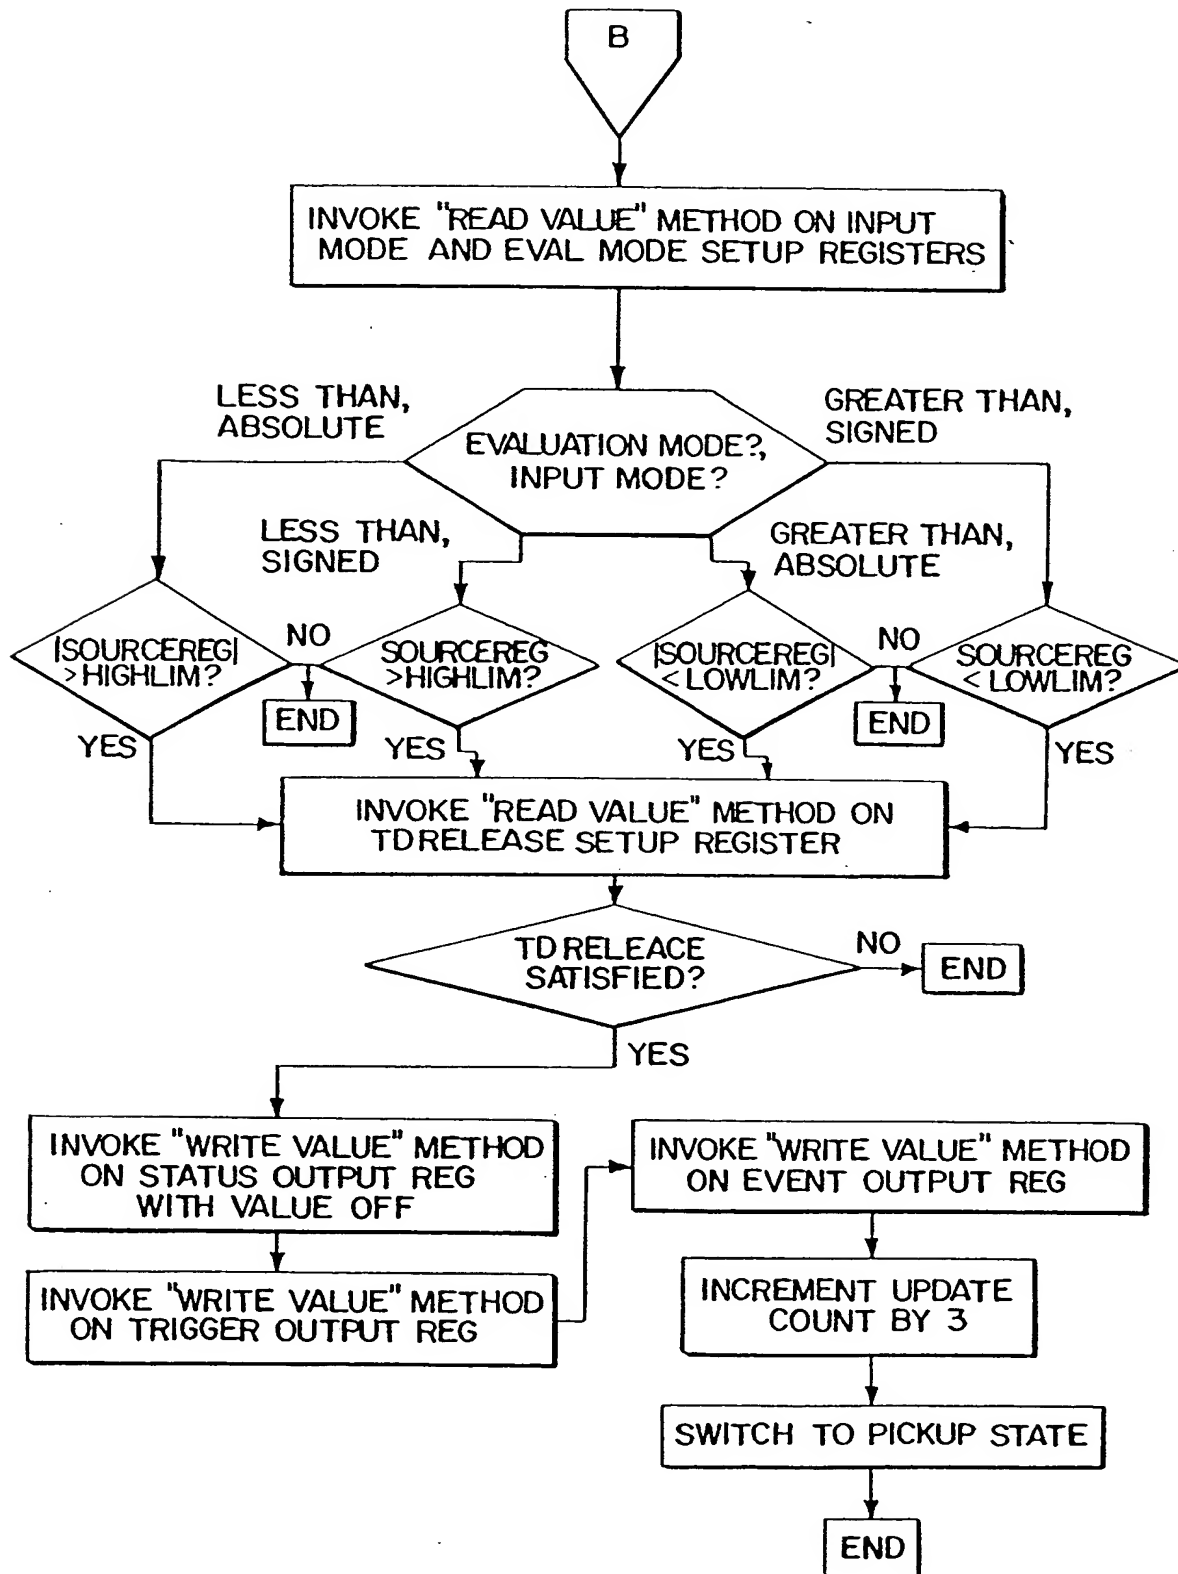 B
INVOKE "READ VALUE" METHOD ON INPUT
MODE AND EVAL MODE SETUP REGISTERS
LESS THAN,
ABSOLUTE
GREATER THAN,
SIGNED
EVALUATION MODE?,
INPUT MODE?
LESS THAN,
SIGNED
GREATER THAN,
ABSOLUTE
|SOURCEREG|
>HIGHLIM?
NO
SOURCEREG
>HIGHLIM?
|SOURCEREG|
<LOWLIM?
NO
SOURCEREG
<LOWLIM?
END
END
YES
YES
YES
YES
INVOKE "READ VALUE" METHOD ON
TD RELEASE SETUP REGISTER
TD RELEACE
SATISFIED?
NO
END
YES
INVOKE "WRITE VALUE" METHOD
ON STATUS OUTPUT REG
WITH VALUE OFF
INVOKE "WRITE VALUE" METHOD
ON TRIGGER OUTPUT REG
INVOKE "WRITE VALUE" METHOD
ON EVENT OUTPUT REG
INCREMENT UPDATE
COUNT BY 3
SWITCH TO PICKUP STATE
END